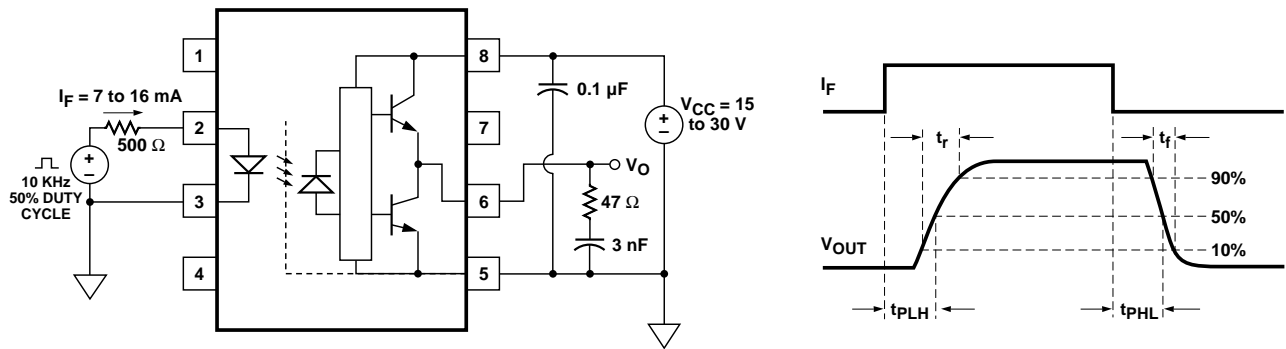 1
2
3
4
8
7
6
5
I_F = 7 to 16 mA
500 Ω
+
–
10 KHz
50% DUTY
CYCLE
0.1 µF
+
–
V_CC = 15
to 30 V
V_O
47 Ω
3 nF
I_F
t_r
t_f
90%
50%
10%
V_OUT
t_PLH
t_PHL